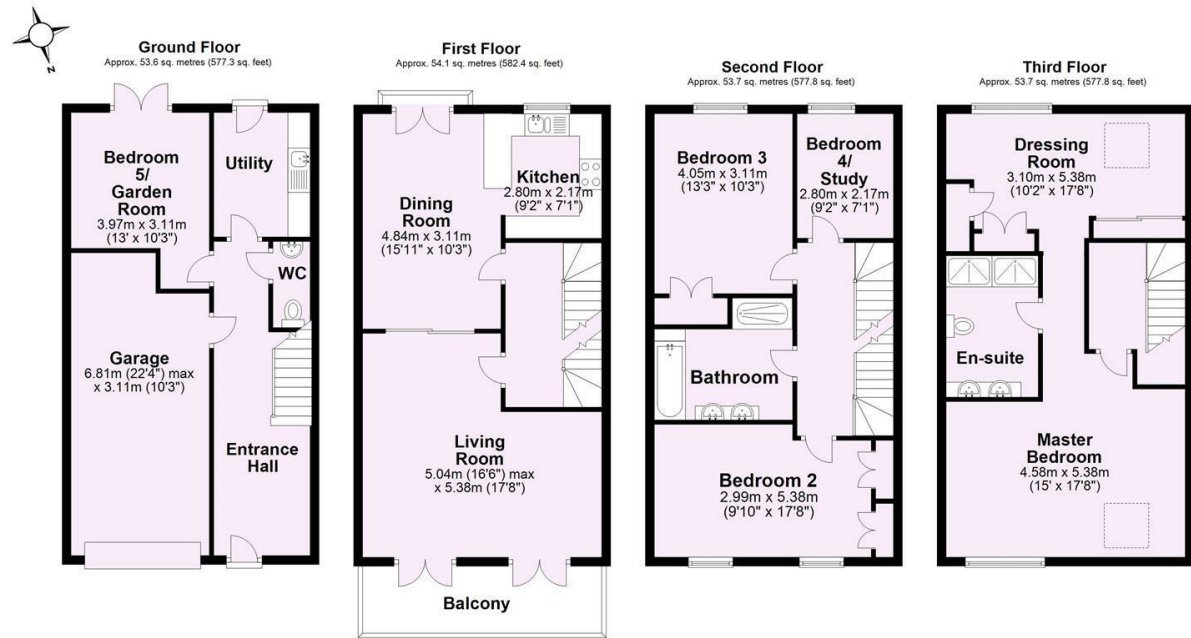 N
Ground Floor
Approx. 53.6 sq. metres (577.3 sq. feet)
Bedroom
5/
Garden
Room
3.97m x 3.11m
(13' x 10'3")
Utility
WC
Garage
6.81m (22'4") max
x 3.11m (10'3")
Entrance
Hall
First Floor
Approx. 54.1 sq. metres (582.4 sq. feet)
Kitchen
2.80m x 2.17m
(9'2" x 7'1")
Dining
Room
4.84m x 3.11m
(15'11" x 10'3")
Living
Room
5.04m (16'6") max
x 5.38m (17'8")
Balcony
Second Floor
Approx. 53.7 sq. metres (577.8 sq. feet)
Bedroom 3
4.05m x 3.11m
(13'3" x 10'3")
Bedroom
4/
Study
2.80m x 2.17m
(9'2" x 7'1")
Bathroom
Bedroom 2
2.99m x 5.38m
(9'10" x 17'8")
Third Floor
Approx. 53.7 sq. metres (577.8 sq. feet)
Dressing
Room
3.10m x 5.38m
(10'2" x 17'8")
En-suite
Master
Bedroom
4.58m x 5.38m
(15' x 17'8")